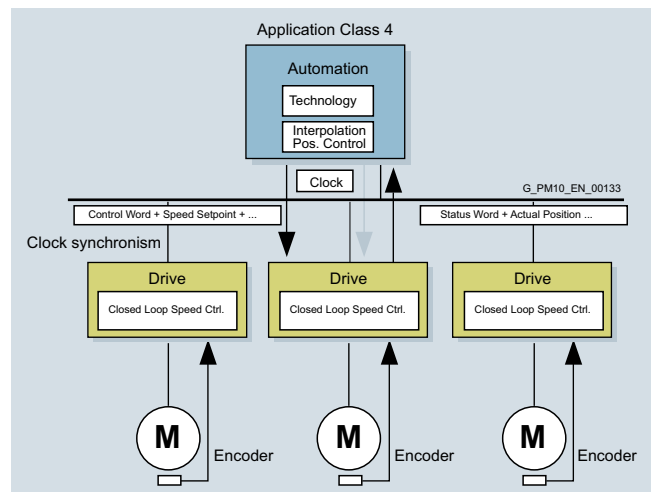 Application Class 4
Automation
Technology
Interpolation
Pos. Control
Clock
G_PM10_EN_00133
Control Word + Speed Setpoint + ...
Status Word + Actual Position ...
Clock synchronism
Drive
Closed Loop Speed Ctrl.
Drive
Closed Loop Speed Ctrl.
Drive
Closed Loop Speed Ctrl.
M
Encoder
M
Encoder
M
Encoder